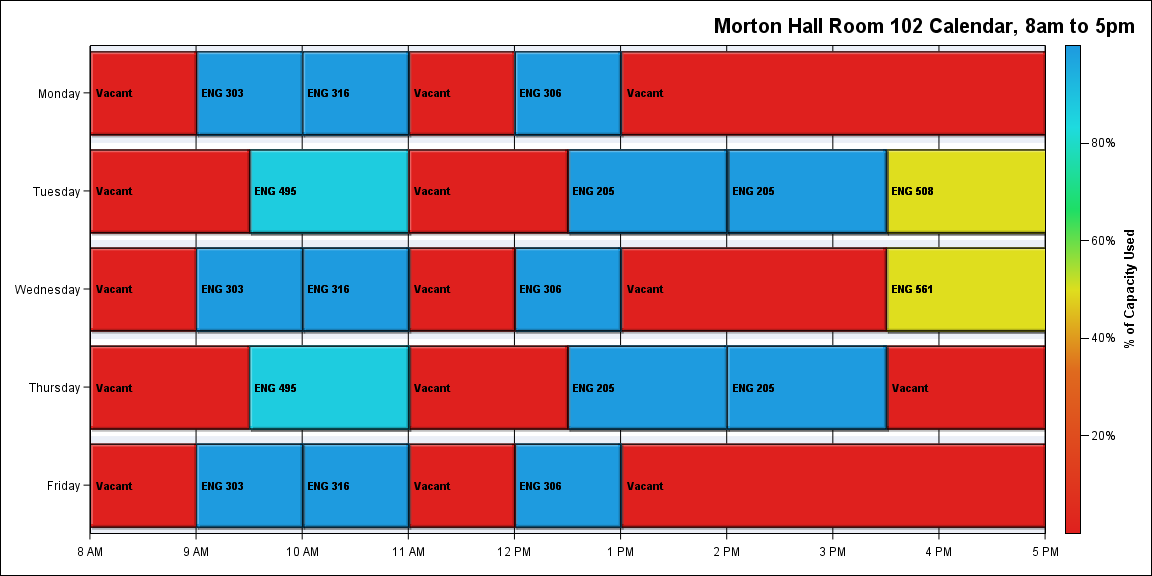 Morton Hall Room 102 Calendar, 8am to 5pm
Monday
Vacant
ENG 303
ENG 316
Vacant
ENG 306
Vacant
Tuesday
Vacant
ENG 495
Vacant
ENG 205
ENG 205
ENG 508
Wednesday
Vacant
ENG 303
ENG 316
Vacant
ENG 306
Vacant
ENG 561
Thursday
Vacant
ENG 495
Vacant
ENG 205
ENG 205
Vacant
Friday
Vacant
ENG 303
ENG 316
Vacant
ENG 306
Vacant
8 AM
9 AM
10 AM
11 AM
12 PM
1 PM
2 PM
3 PM
4 PM
5 PM
80%
60%
40%
20%
% of Capacity Used